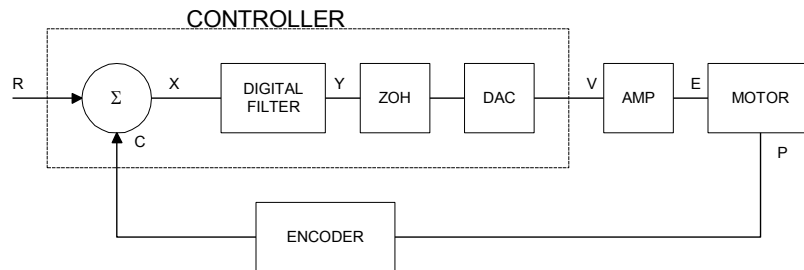 CONTROLLER
R
Σ
X
DIGITAL
FILTER
Y
ZOH
DAC
V
AMP
E
MOTOR
C
P
ENCODER